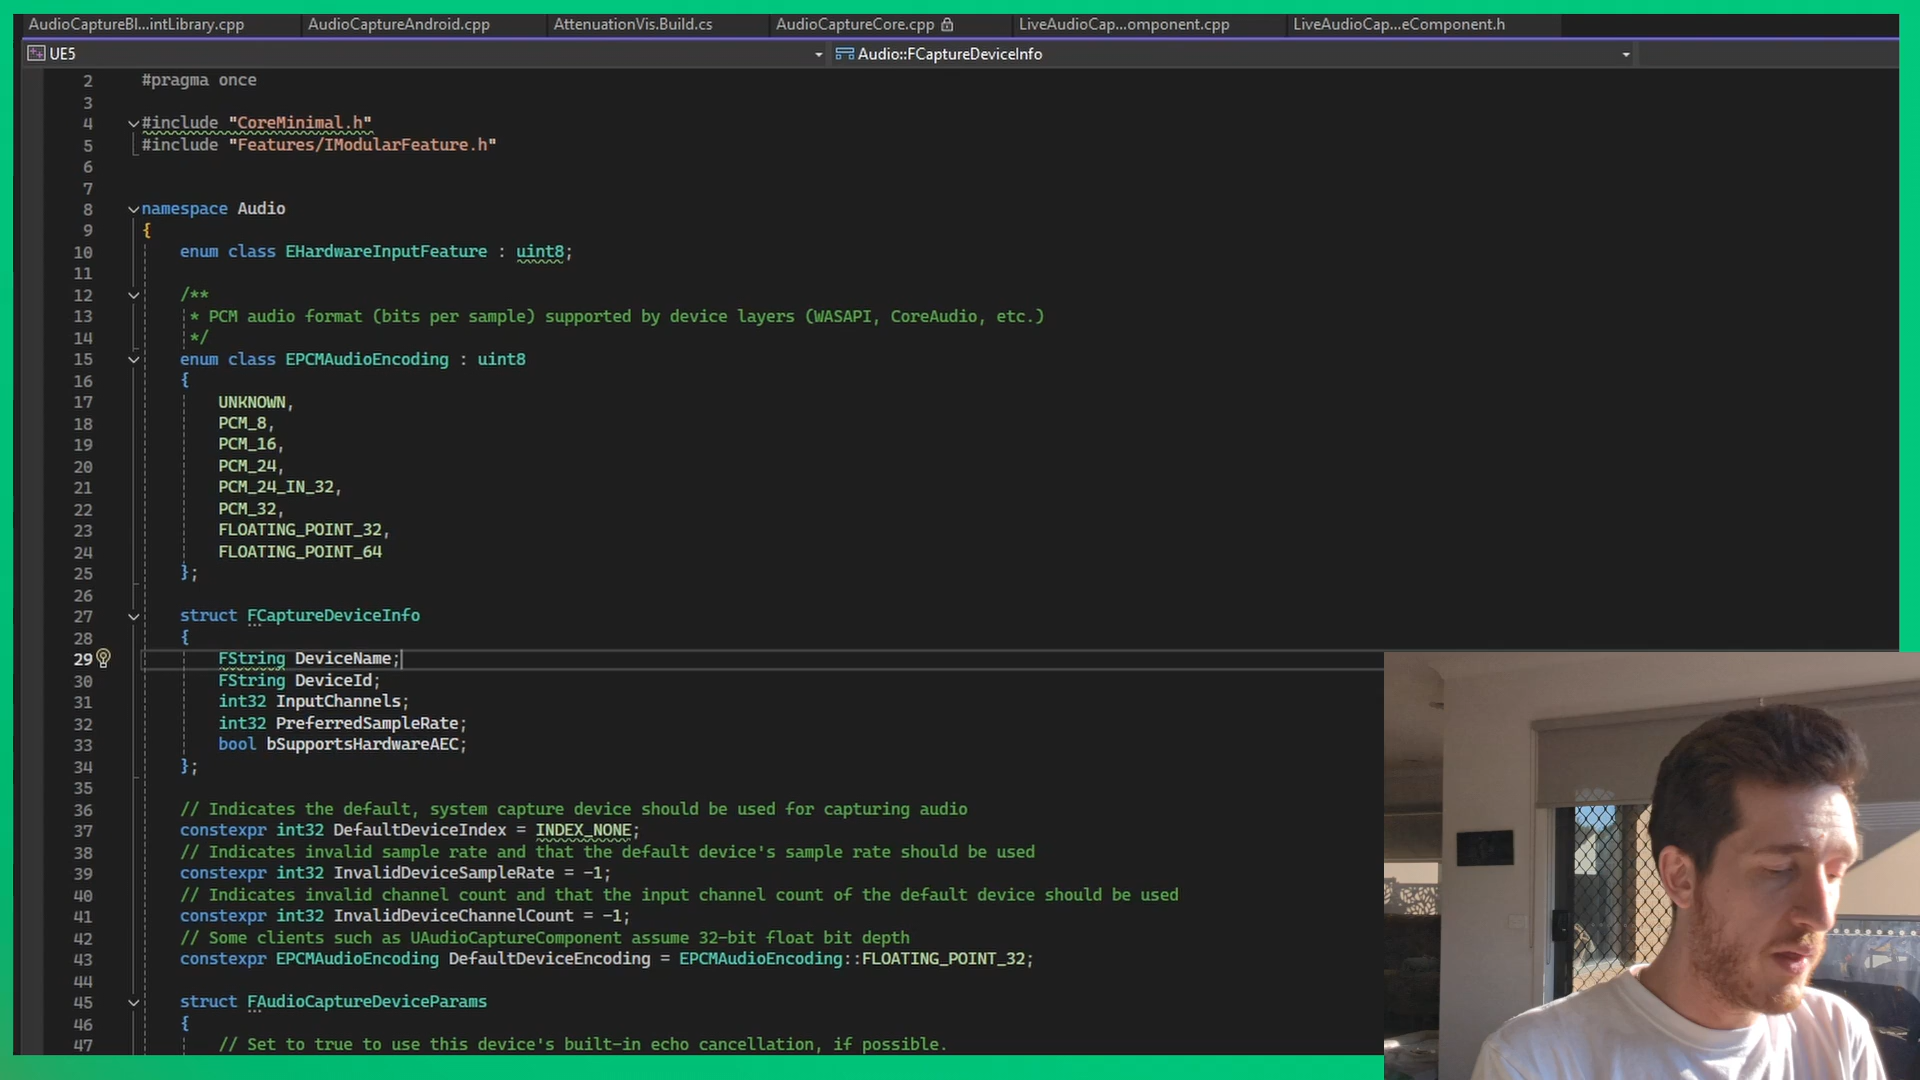 AudioCaptureBl...intLibrary.cpp AudioCaptureAndroid.cpp AttenuationVis.Build.cs AudioCaptureCore.cpp LiveAudioCap...omponent.cpp LiveAudioCap...eComponent.h
UE5 Audio::FCaptureDeviceInfo
2 #pragma once
3
4 #include "CoreMinimal.h"
5 #include "Features/IModularFeature.h"
6
7
8 namespace Audio
9 {
10 enum class EHardwareInputFeature : uint8;
11
12 /**
13 * PCM audio format (bits per sample) supported by device layers (WASAPI, CoreAudio, etc.)
14 */
15 enum class EPCMAudioEncoding : uint8
16 {
17 UNKNOWN,
18 PCM_8,
19 PCM_16,
20 PCM_24,
21 PCM_24_IN_32,
22 PCM_32,
23 FLOATING_POINT_32,
24 FLOATING_POINT_64
25 };
26
27 struct FCaptureDeviceInfo
28 {
29 FString DeviceName;
30 FString DeviceId;
31 int32 InputChannels;
32 int32 PreferredSampleRate;
33 bool bSupportsHardwareAEC;
34 };
35
36 // Indicates the default, system capture device should be used for capturing audio
37 constexpr int32 DefaultDeviceIndex = INDEX_NONE;
38 // Indicates invalid sample rate and that the default device's sample rate should be used
39 constexpr int32 InvalidDeviceSampleRate = -1;
40 // Indicates invalid channel count and that the input channel count of the default device should be used
41 constexpr int32 InvalidDeviceChannelCount = -1;
42 // Some clients such as UAudioCaptureComponent assume 32-bit float bit depth
43 constexpr EPCMAudioEncoding DefaultDeviceEncoding = EPCMAudioEncoding::FLOATING_POINT_32;
44
45 struct FAudioCaptureDeviceParams
46 {
47 // Set to true to use this device's built-in echo cancellation, if possible.